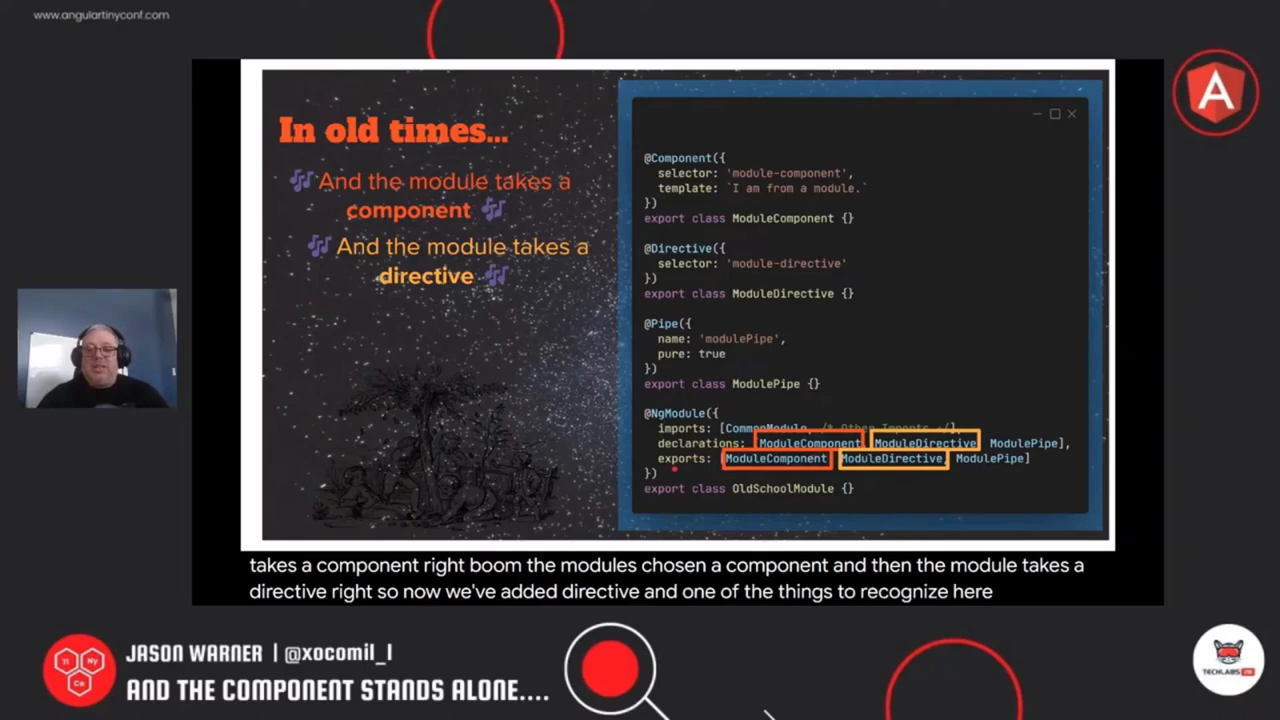 www.angulartinyconf.com
In old times...
🎶 And the module takes a
component 🎶
🎶 And the module takes a
directive 🎶
@Component({
selector: 'module-component',
template: `I am from a module.`
})
export class ModuleComponent {}
@Directive({
selector: 'module-directive'
})
export class ModuleDirective {}
@Pipe({
name: 'modulePipe',
pure: true
})
export class ModulePipe {}
@NgModule({
imports: [CommonModule, /* Other Imports */],
declarations: [ModuleComponent, ModuleDirective, ModulePipe],
exports: [ModuleComponent, ModuleDirective, ModulePipe]
})
export class OldSchoolModule {}
takes a component right boom the modules chosen a component and then the module takes a
directive right so now we've added directive and one of the things to recognize here
A
11 Ny
Co
JASON WARNER | @xocomil_1
AND THE COMPONENT STANDS ALONE....
TECHLABS